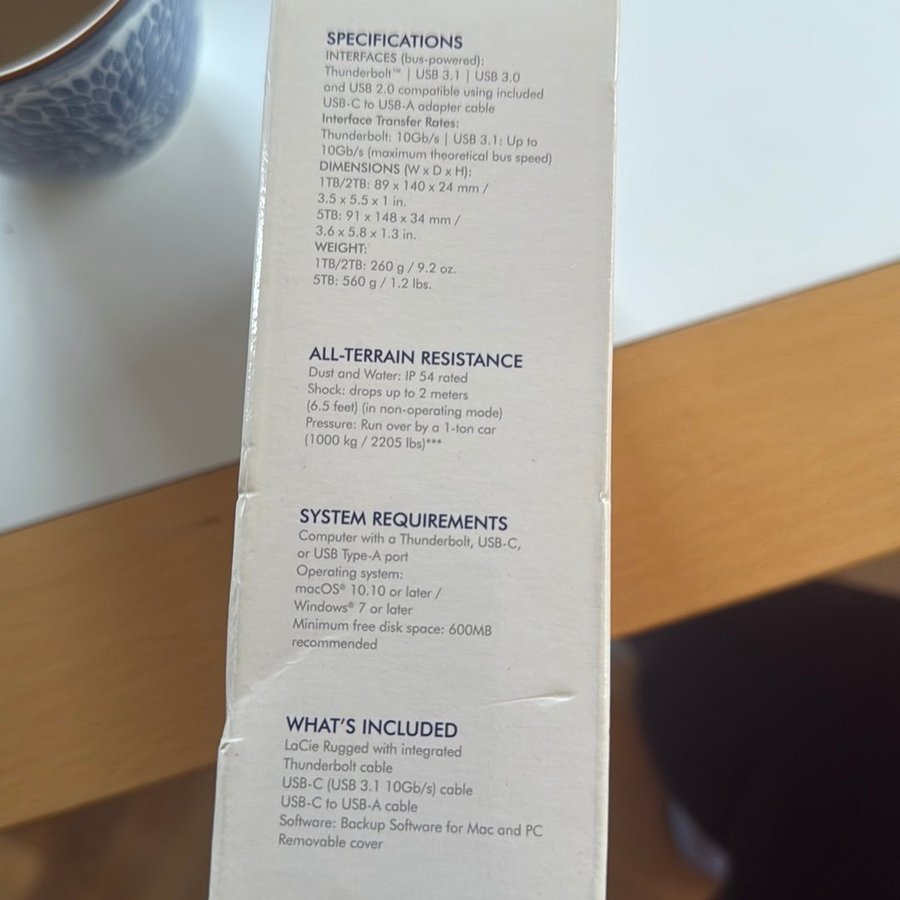 SPECIFICATIONS
INTERFACES (bus-powered):
Thunderbolt™ | USB 3.1 | USB 3.0
and USB 2.0 compatible using included
USB-C to USB-A adapter cable
Interface Transfer Rates:
Thunderbolt: 10Gb/s | USB 3.1: Up to
10Gb/s (maximum theoretical bus speed)
DIMENSIONS (W x D x H):
1TB/2TB: 89 x 140 x 24 mm /
3.5 x 5.5 x 1 in.
5TB: 91 x 148 x 34 mm /
3.6 x 5.8 x 1.3 in.
WEIGHT:
1TB/2TB: 260 g / 9.2 oz.
5TB: 560 g / 1.2 lbs.
ALL-TERRAIN RESISTANCE
Dust and Water: IP 54 rated
Shock: drops up to 2 meters
(6.5 feet) (in non-operating mode)
Pressure: Run over by a 1-ton car
(1000 kg / 2205 lbs)***
SYSTEM REQUIREMENTS
Computer with a Thunderbolt, USB-C,
or USB Type-A port
Operating system:
macOS® 10.10 or later /
Windows® 7 or later
Minimum free disk space: 600MB
recommended
WHAT'S INCLUDED
LaCie Rugged with integrated
Thunderbolt cable
USB-C (USB 3.1 10Gb/s) cable
USB-C to USB-A cable
Software: Backup Software for Mac and PC
Removable cover